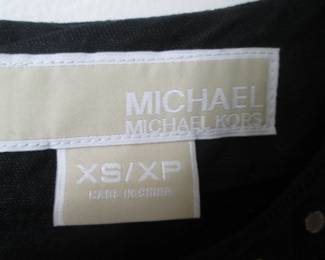 MICHAEL
MICHAEL KORS
XS/XP
MADE IN CHINA